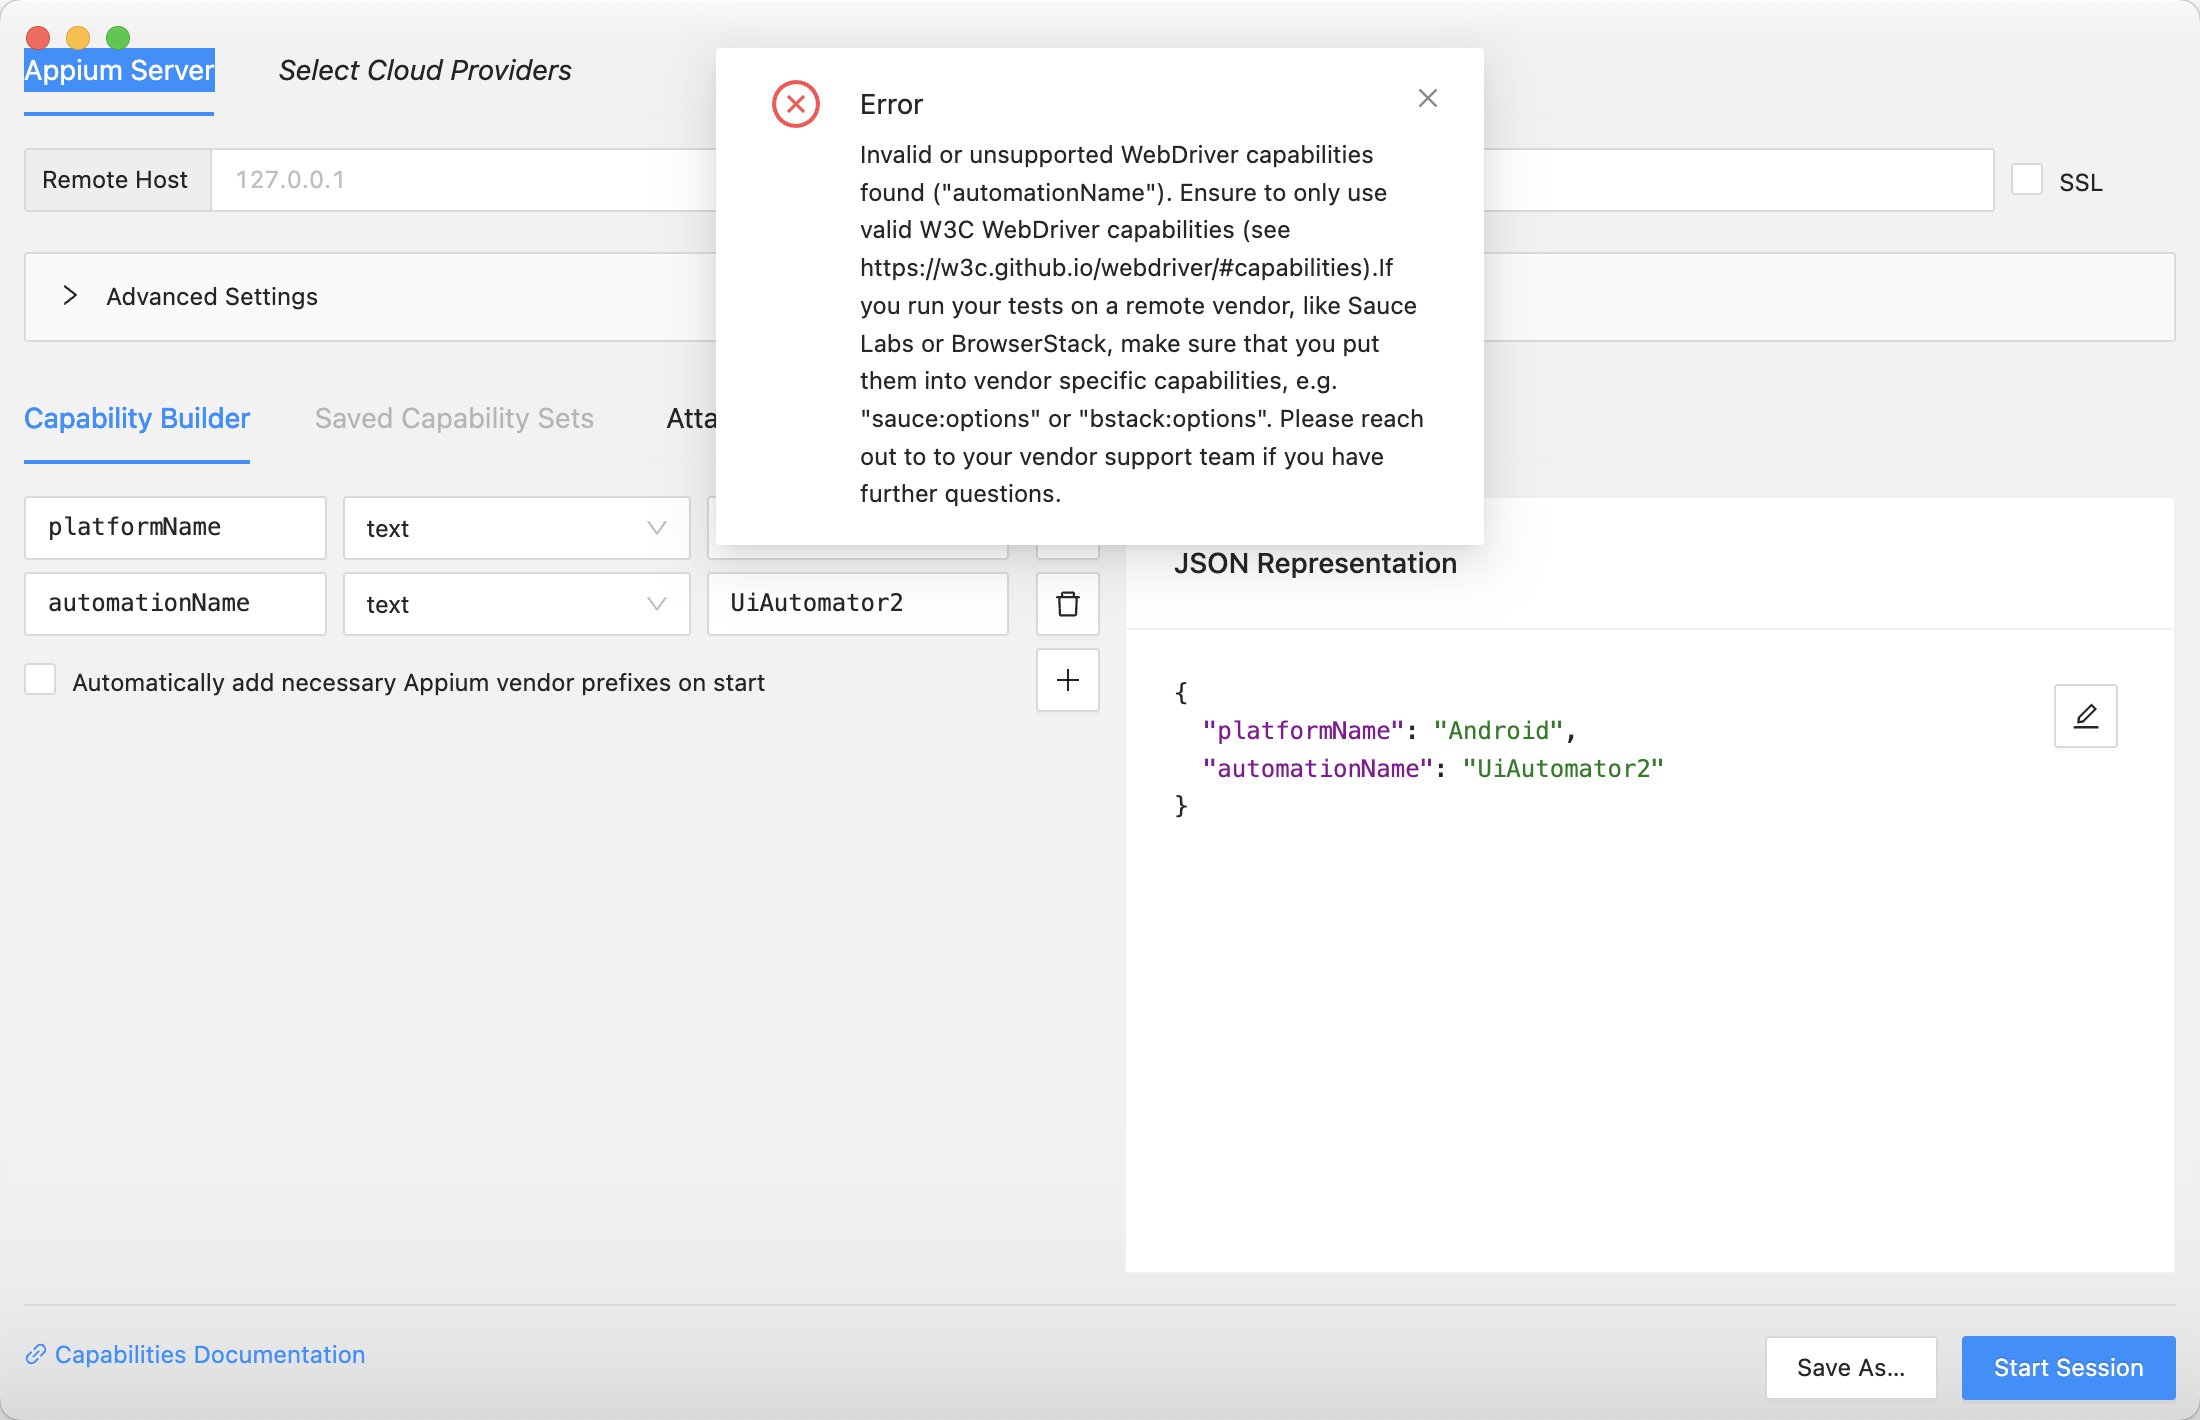 Appium Server
Select Cloud Providers
Error
Invalid or unsupported WebDriver capabilities
found ("automationName"). Ensure to only use
valid W3C WebDriver capabilities (see
https://w3c.github.io/webdriver/#capabilities).If
you run your tests on a remote vendor, like Sauce
Labs or BrowserStack, make sure that you put
them into vendor specific capabilities, e.g.
"sauce:options" or "bstack:options". Please reach
out to to your vendor support team if you have
further questions.
Remote Host
127.0.0.1
SSL
Advanced Settings
Capability Builder
Saved Capability Sets
Atta
platformName
text
automationName
text
UiAutomator2
Automatically add necessary Appium vendor prefixes on start
JSON Representation
{
"platformName": "Android",
"automationName": "UiAutomator2"
}
Capabilities Documentation
Save As...
Start Session